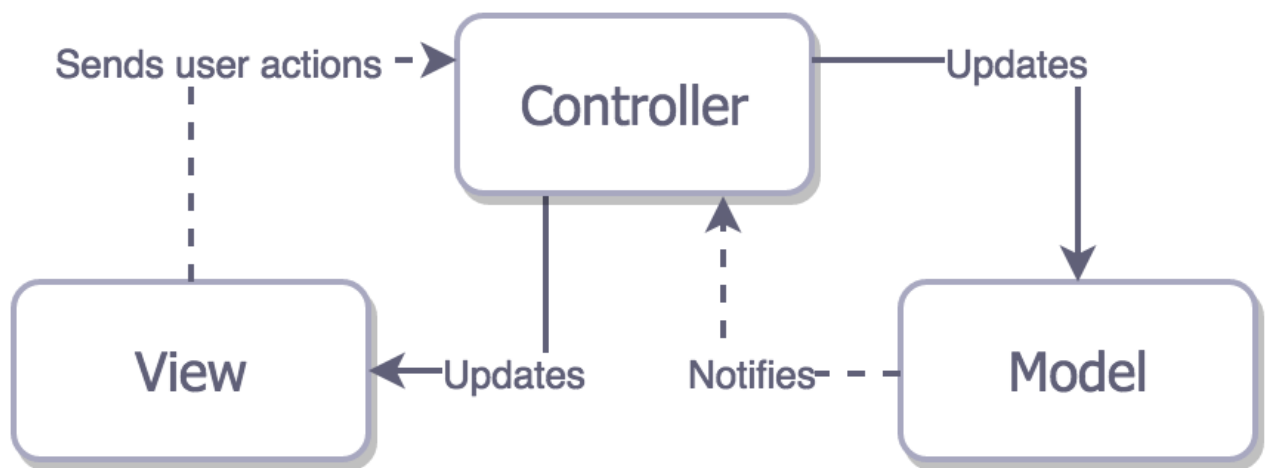 Sends user actions
Controller
Updates
View
Updates
Notifies
Model